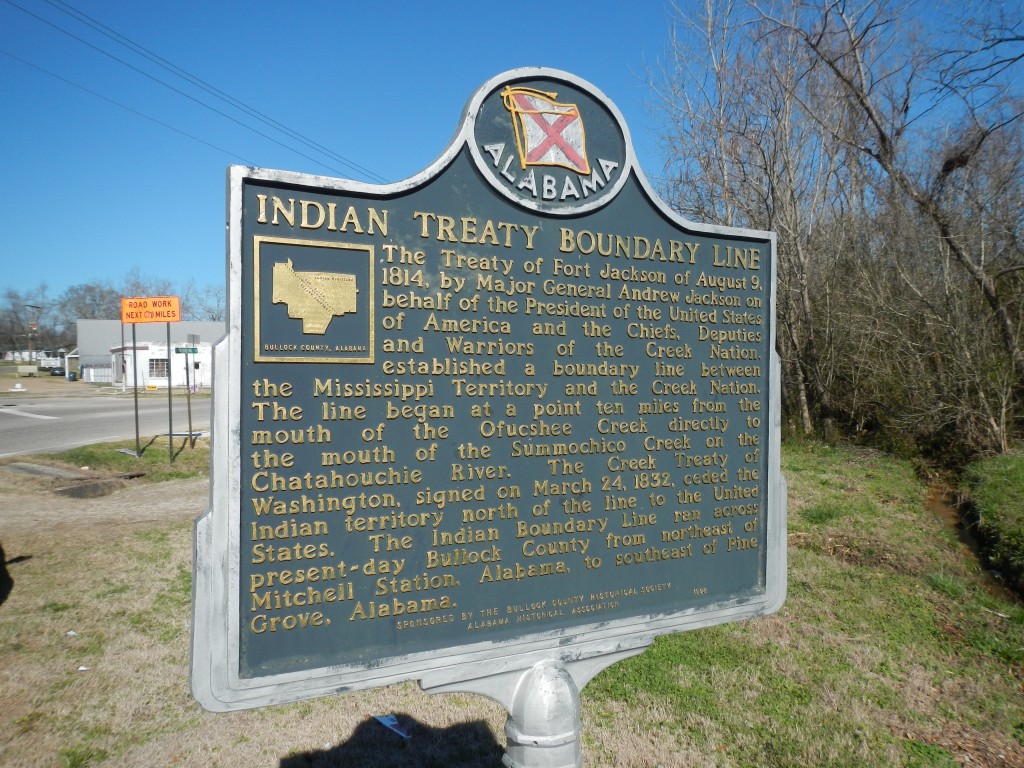 ALABAMA
INDIAN TREATY BOUNDARY LINE
The Treaty of Fort Jackson of August 9,
1814, by Major General Andrew Jackson on
behalf of the President of the United States
of America and the Chiefs, Deputies
and Warriors of the Creek Nation,
established a boundary line between
the Mississippi Territory and the Creek Nation.
The line began at a point ten miles from the
mouth of the Ofucshee Creek directly to
the mouth of the Summochico Creek on the
Chatahouchie River. The Creek Treaty of
Washington, signed on March 24, 1832, ceded the
Indian territory north of the line to the United
States. The Indian Boundary Line ran across
present-day Bullock County from northeast of
Mitchell Station, Alabama, to southeast of Pine
Grove, Alabama.
SPONSORED BY THE BULLOCK COUNTY HISTORICAL SOCIETY
ALABAMA HISTORICAL ASSOCIATION
BULLOCK COUNTY, ALABAMA
ROAD WORK
NEXT MILES